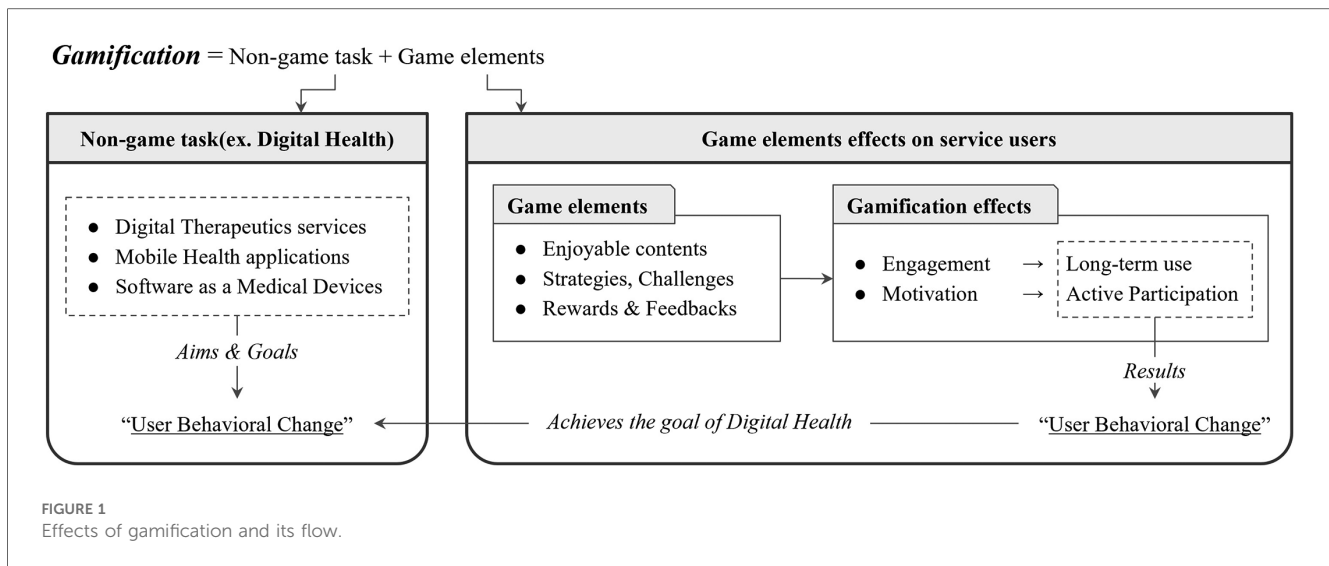 Gamification = Non-game task + Game elements
Non-game task(ex. Digital Health)
● Digital Therapeutics services
● Mobile Health applications
● Software as a Medical Devices
Aims & Goals
“User Behavioral Change”
Game elements effects on service users
Game elements
● Enjoyable contents
● Strategies, Challenges
● Rewards & Feedbacks
Gamification effects
● Engagement → Long-term use
● Motivation → Active Participation
Results
“User Behavioral Change”
Achieves the goal of Digital Health
FIGURE 1
Effects of gamification and its flow.